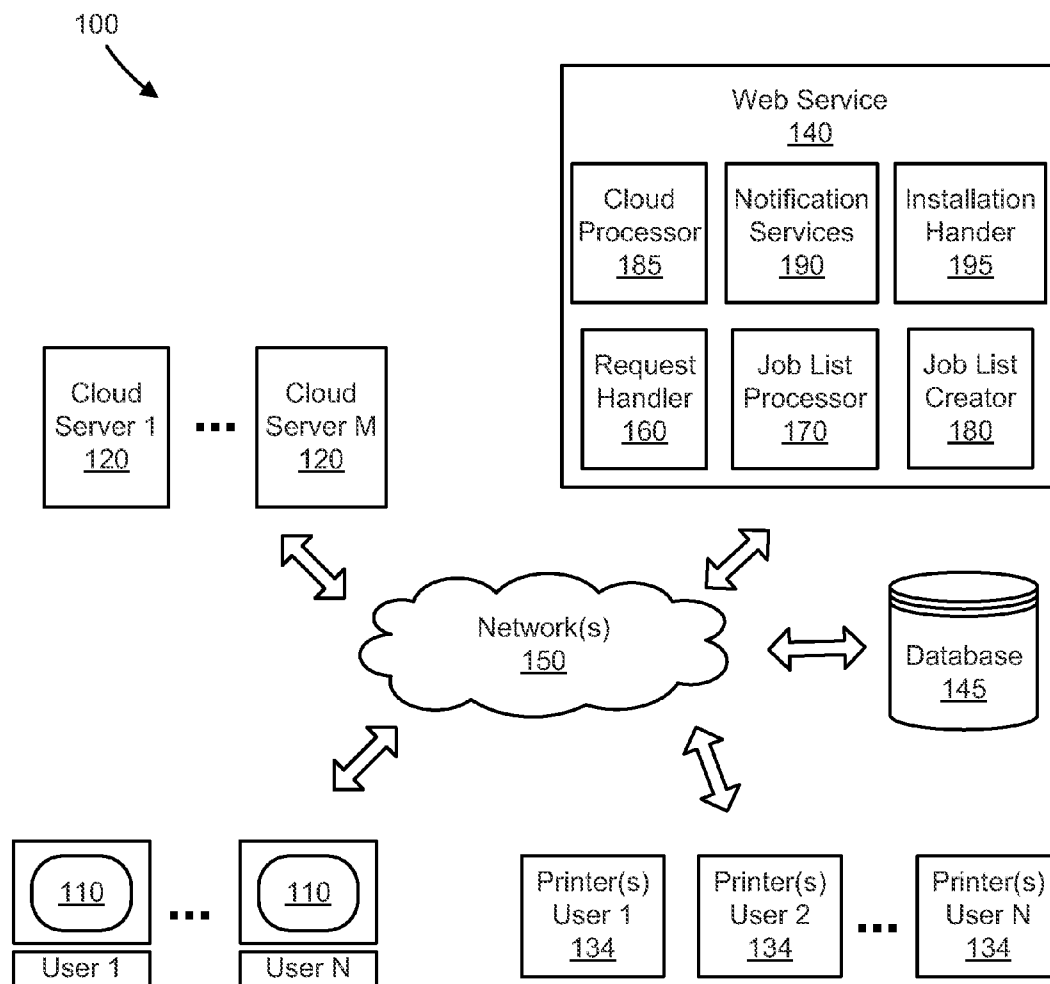 100
Web Service
140
Cloud
Processor
185
Notification
Services
190
Installation
Hander
195
Request
Handler
160
Job List
Processor
170
Job List
Creator
180
Cloud
Server 1
120
...
Cloud
Server M
120
Network(s)
150
Database
145
110
User 1
...
110
User N
Printer(s)
User 1
134
Printer(s)
User 2
134
...
Printer(s)
User N
134